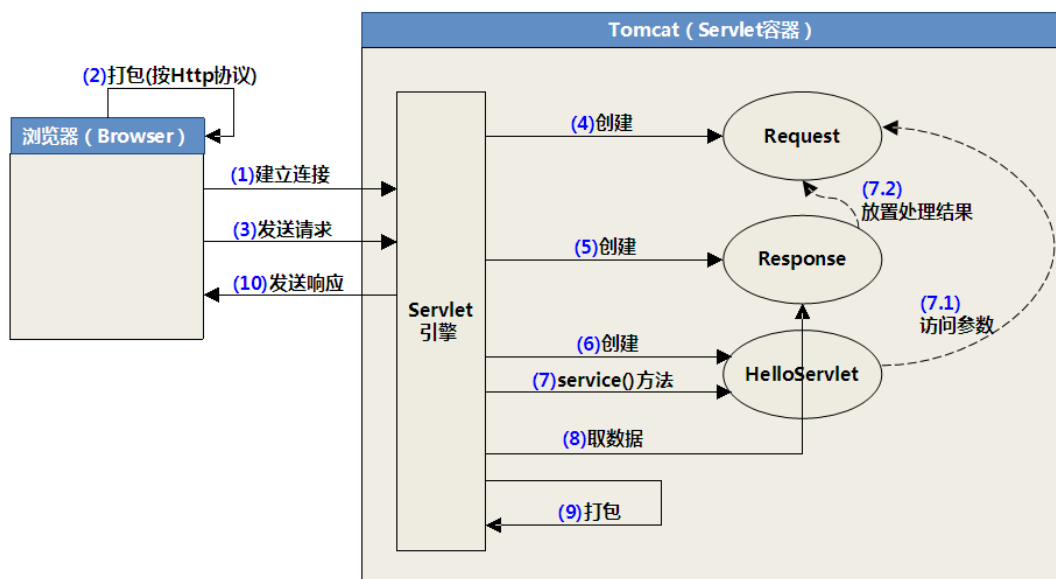 Tomcat（Servlet容器）
(2)打包(按Http协议)
浏览器（Browser）
(1)建立连接
(3)发送请求
(10)发送响应
Servlet
引擎
(4)创建
Request
(7.2)
放置处理结果
(5)创建
Response
(7.1)
访问参数
(6)创建
(7)service()方法
HelloServlet
(8)取数据
(9)打包